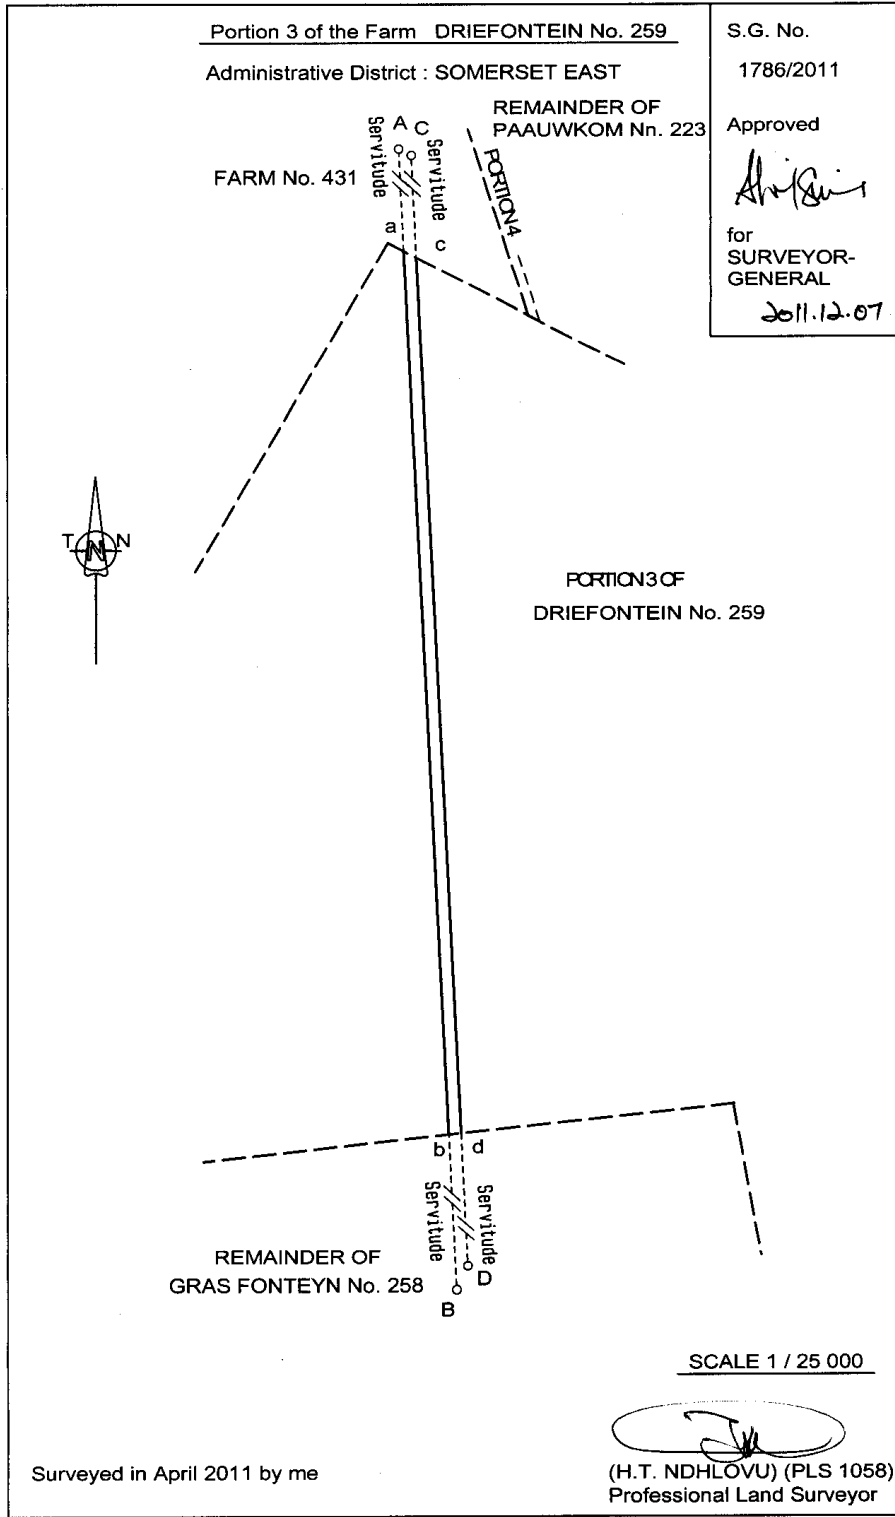 Portion 3 of the Farm DRIEFONTEIN No. 259
Administrative District : SOMERSET EAST
S.G. No.
1786/2011
Approved
for
SURVEYOR-
GENERAL
2011.12.07
REMAINDER OF
PAAUWKOM Nn. 223
PORTION 4
FARM No. 431
Servitude
A C
Servitude
a
c
T N N
PORTION 3 OF
DRIEFONTEIN No. 259
b d
Servitude
Servitude
REMAINDER OF
GRAS FONTEYN No. 258
D
B
SCALE 1 / 25 000
Surveyed in April 2011 by me
(H.T. NDHLOVU) (PLS 1058)
Professional Land Surveyor